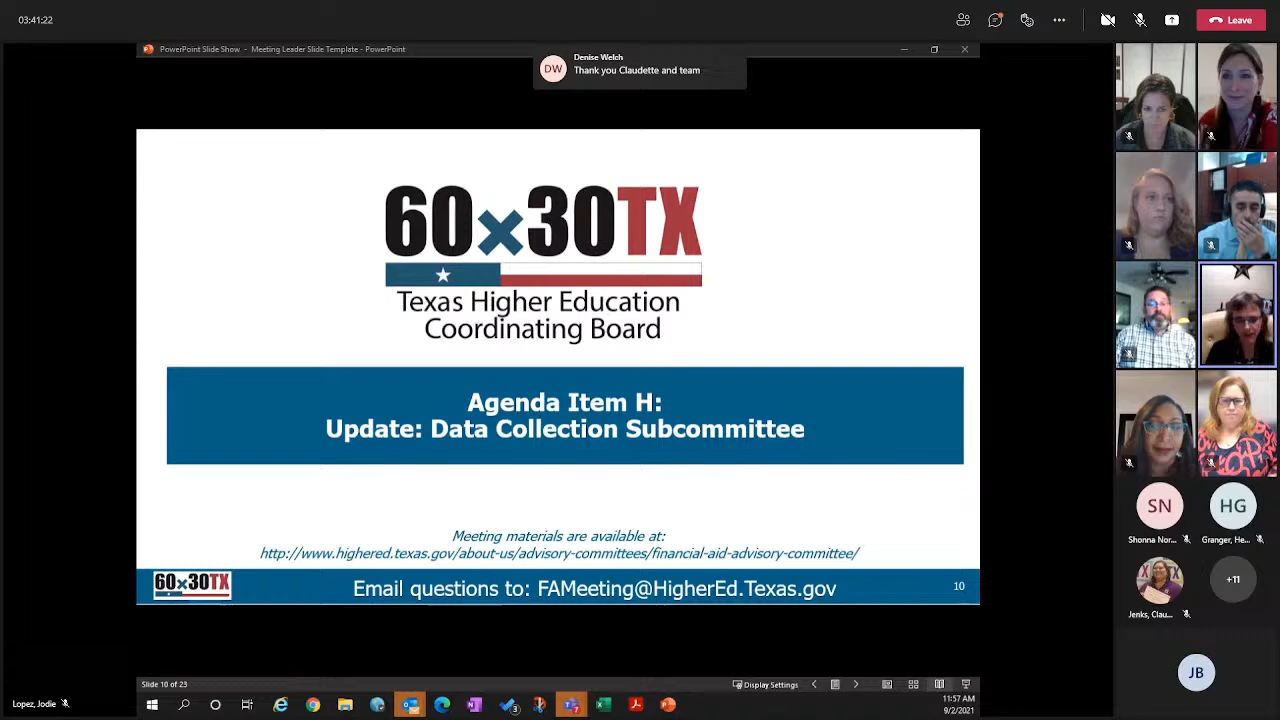 03:41:22
Leave
PowerPoint Slide Show - Meeting Leader Slide Template - PowerPoint
DW
Denise Welch
Thank you Claudette and team
60x30TX
Texas Higher Education
Coordinating Board
Agenda Item H:
Update: Data Collection Subcommittee
Meeting materials are available at:
http://www.highered.texas.gov/about-us/advisory-committees/financial-aid-advisory-committee/
60x30TX
Email questions to: FAMeeting@HigherEd.Texas.gov
10
SN
HG
Shonna Nor...
Granger, He...
+11
Jenks, Clau...
JB
Slide 10 of 23
Display Settings
Lopez, Jodie
3
7
11:57 AM
9/2/2021